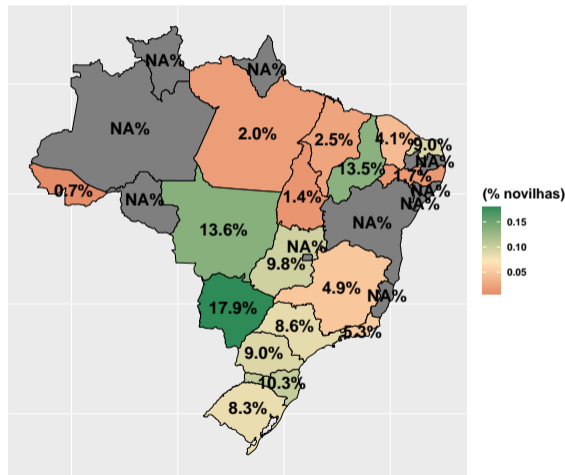 NA%
NA%
NA%
2.0%
2.5%
4.1%
9.0%
NA%
13.5%
1.7%
0.7%
NA%
1.4%
NA%
NA%
NA%
13.6%
NA%
9.8%
4.9%
NA%
17.9%
8.6%
5.3%
9.0%
10.3%
8.3%
(% novilhas)
0.15
0.10
0.05